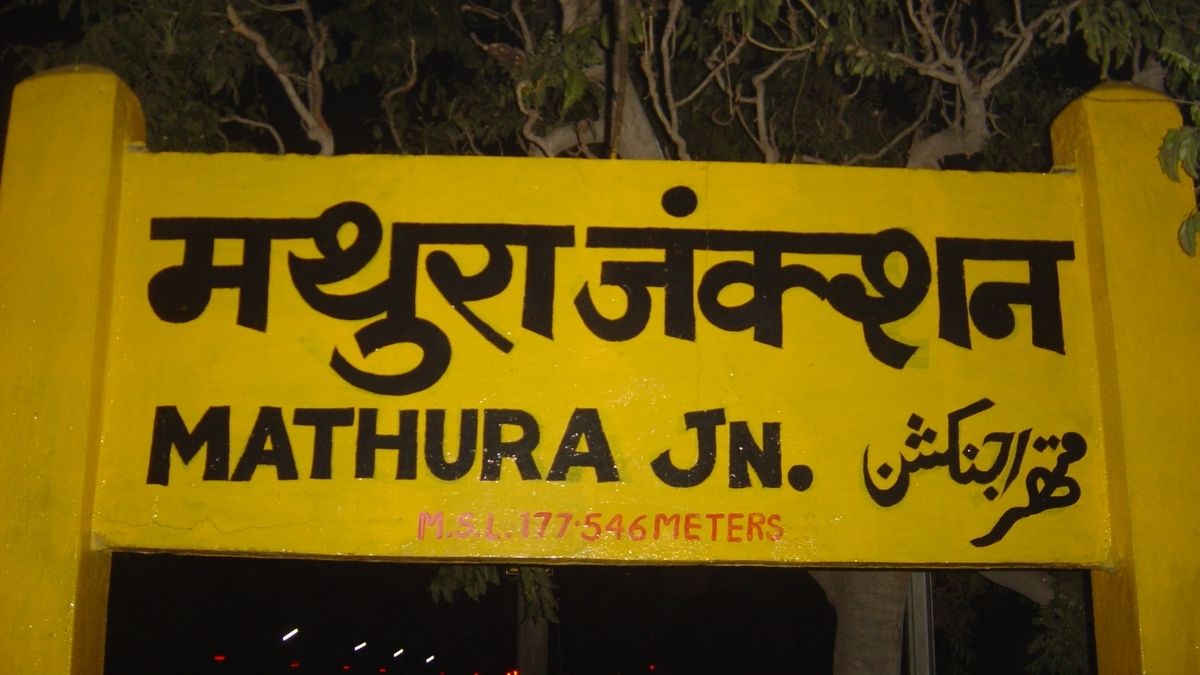 मथुरा जंक्शन
MATHURA JN.
متھرا جنکشن
M.S.L. 177·546 METERS